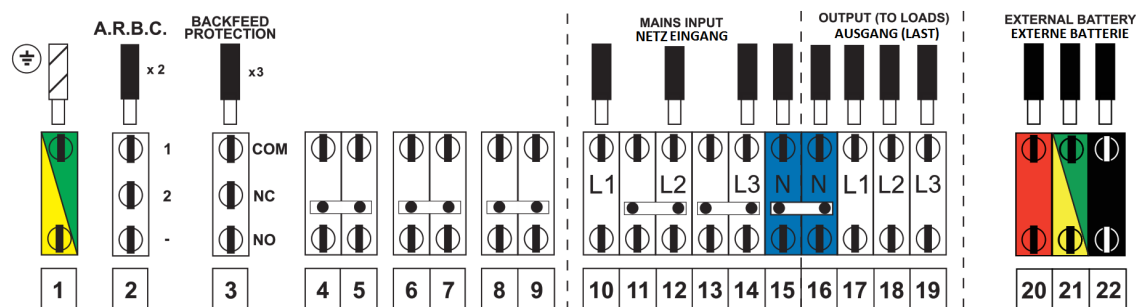 A.R.B.C.
BACKFEED
PROTECTION
MAINS INPUT
NETZ EINGANG
OUTPUT (TO LOADS)
AUSGANG (LAST)
EXTERNAL BATTERY
EXTERNE BATTERIE
x 2
x3
1
COM
2
NC
-
NO
L1
L2
L3
N
N
L1
L2
L3
1
2
3
4
5
6
7
8
9
10
11
12
13
14
15
16
17
18
19
20
21
22